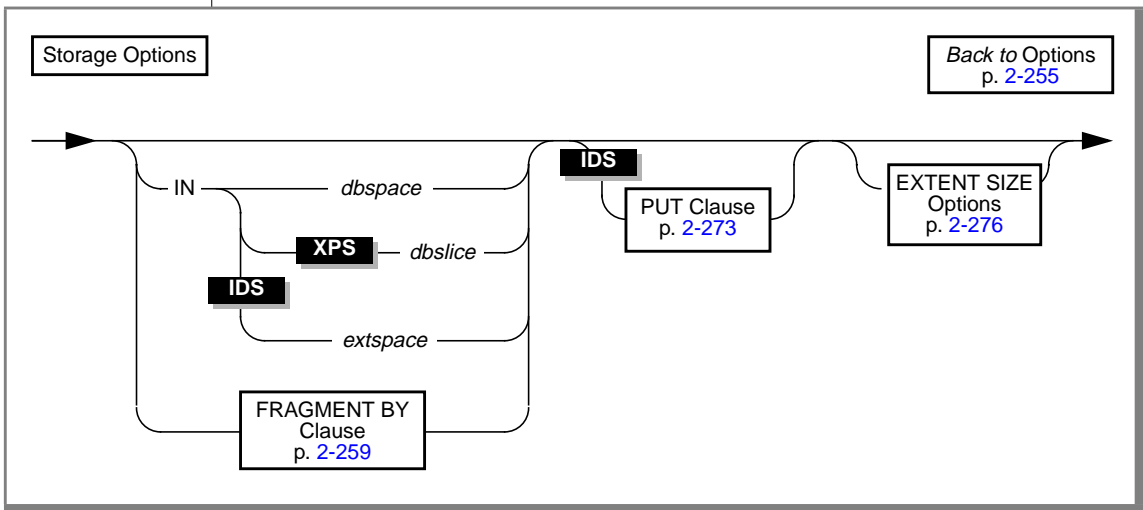 Storage Options
Back to Options
p. 2-255
IN
dbspace
XPS
dbslice
IDS
extspace
FRAGMENT BY
Clause
p. 2-259
IDS
PUT Clause
p. 2-273
EXTENT SIZE
Options
p. 2-276